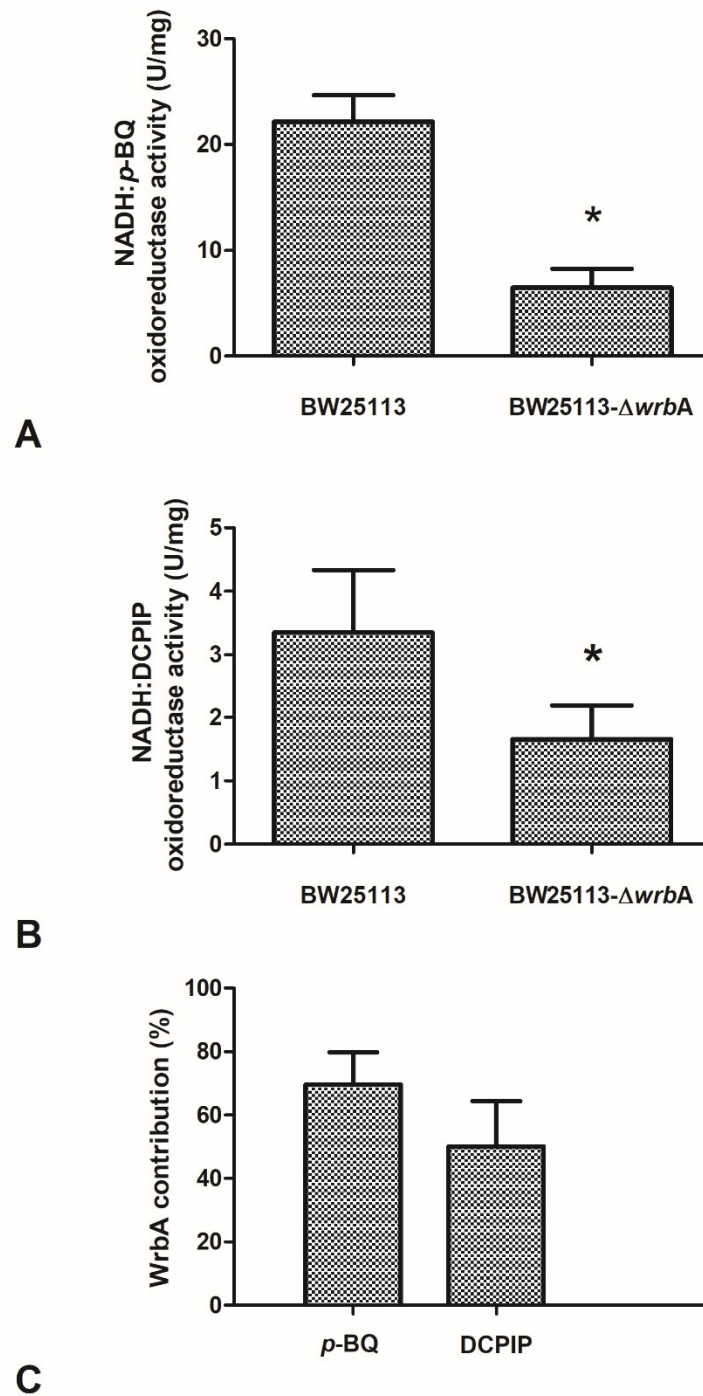 NADH:p-BQ
oxidoreductase activity (U/mg)
30
20
10
0
*
BW25113
BW25113-ΔwrbA
A
NADH:DCPIP
oxidoreductase activity (U/mg)
5
4
3
2
1
0
*
BW25113
BW25113-ΔwrbA
B
WrbA contribution (%)
100
80
60
40
20
0
p-BQ
DCPIP
C